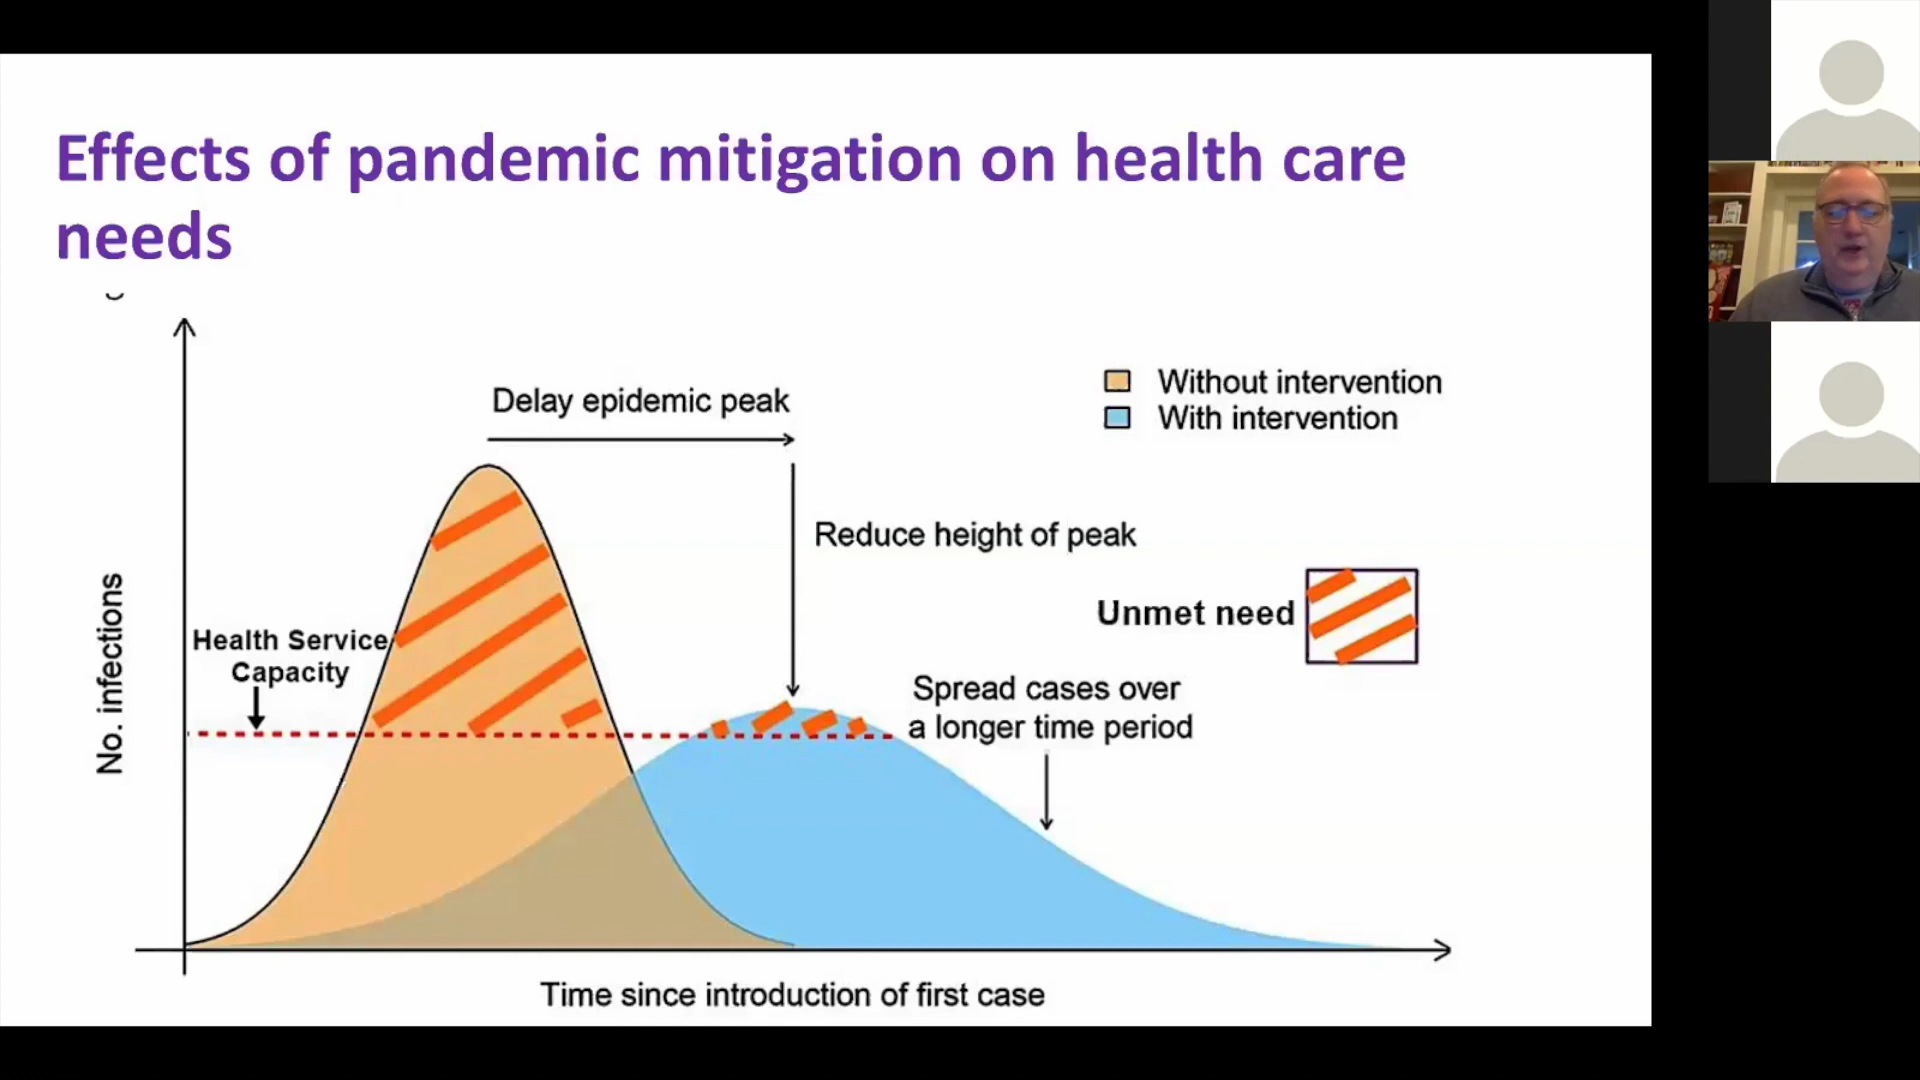 Effects of pandemic mitigation on health care
needs
Delay epidemic peak
Without intervention
With intervention
Reduce height of peak
Unmet need
Health Service
Capacity
Spread cases over
a longer time period
No. infections
Time since introduction of first case